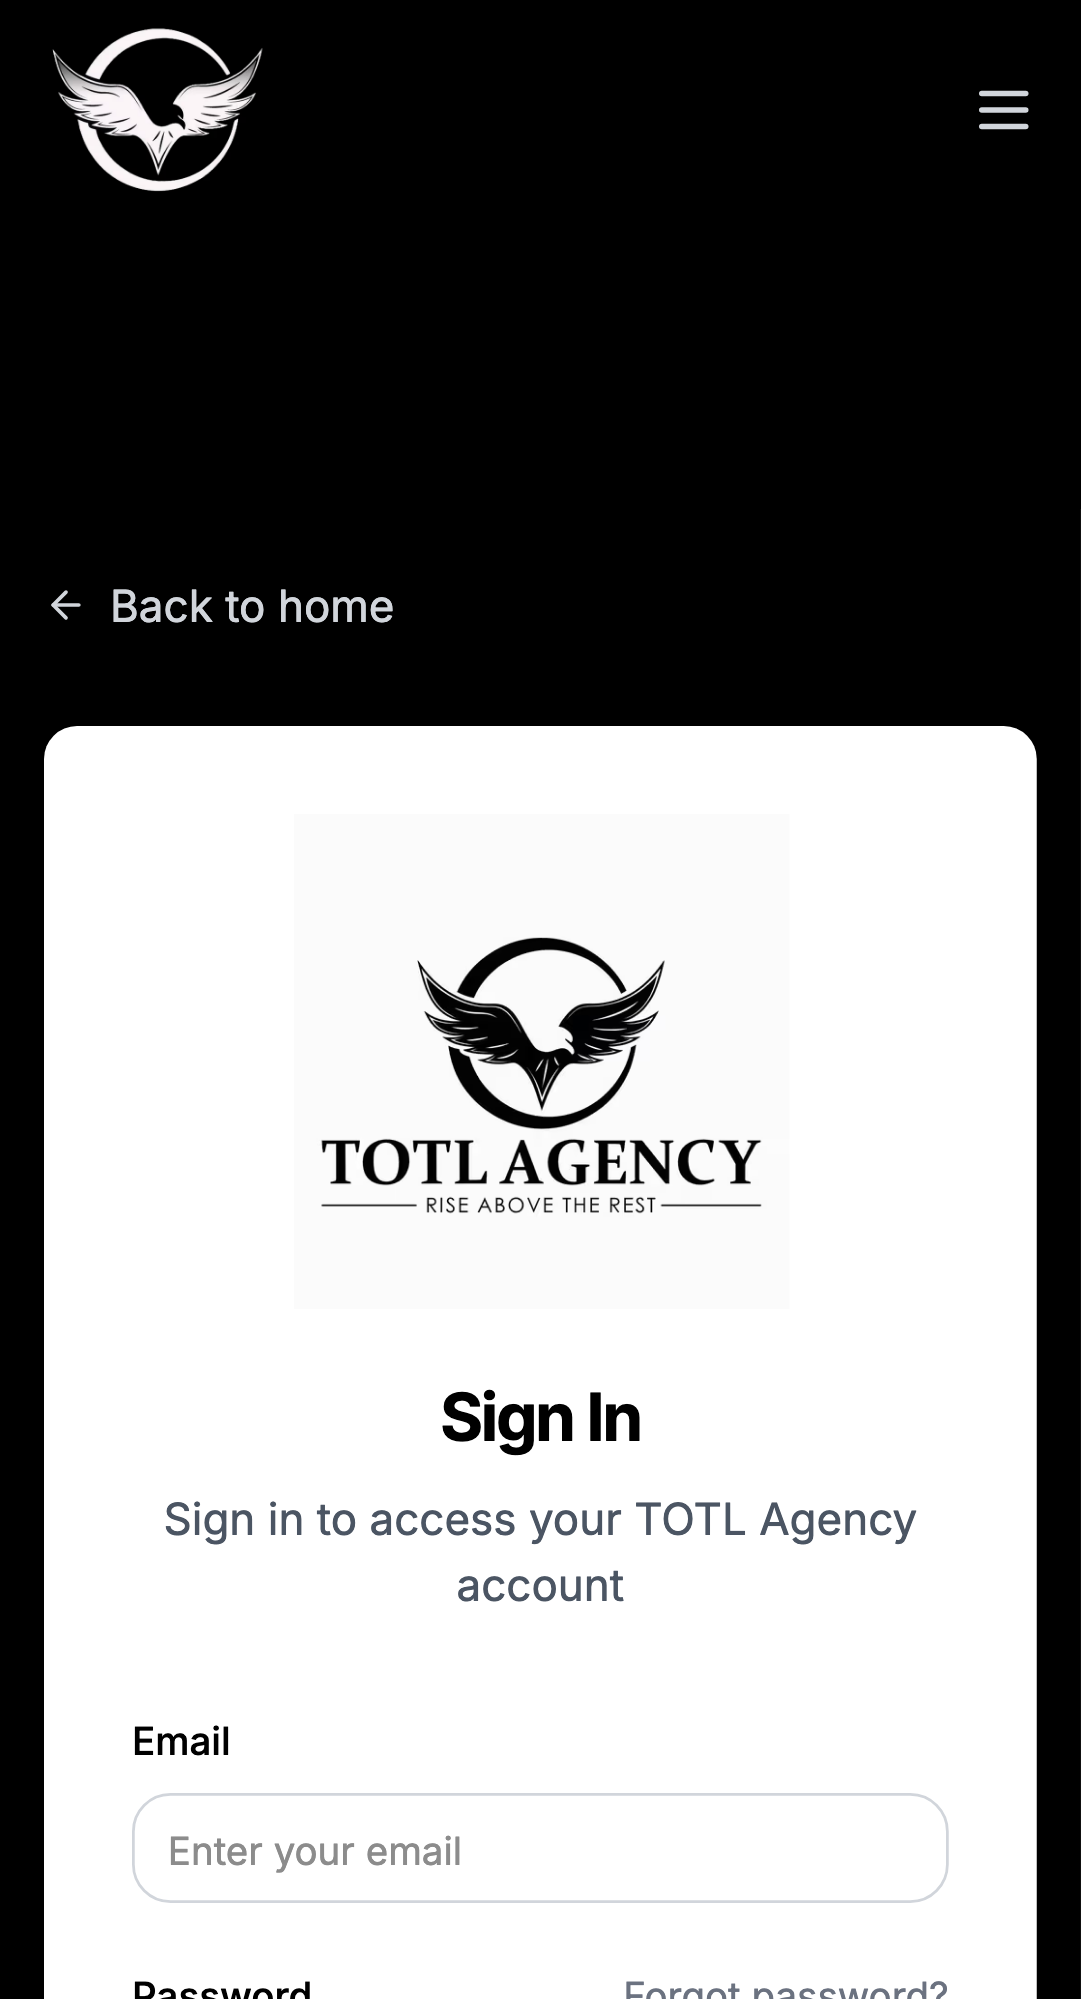 Back to home
TOTL AGENCY
RISE ABOVE THE REST
Sign In
Sign in to access your TOTL Agency
account
Email
Enter your email
Password
Forgot password?